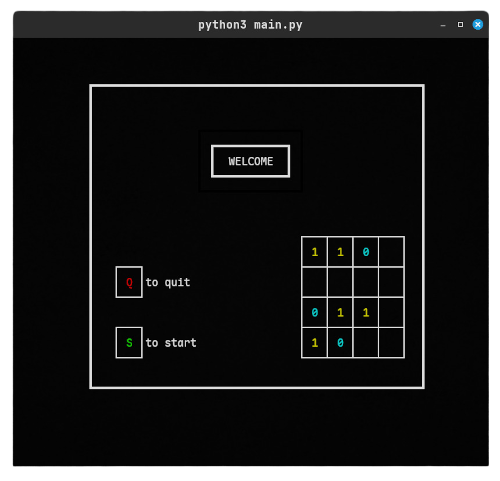 python3 main.py
WELCOME
1 1 0
Q to quit
0 1 1
S to start
1 0